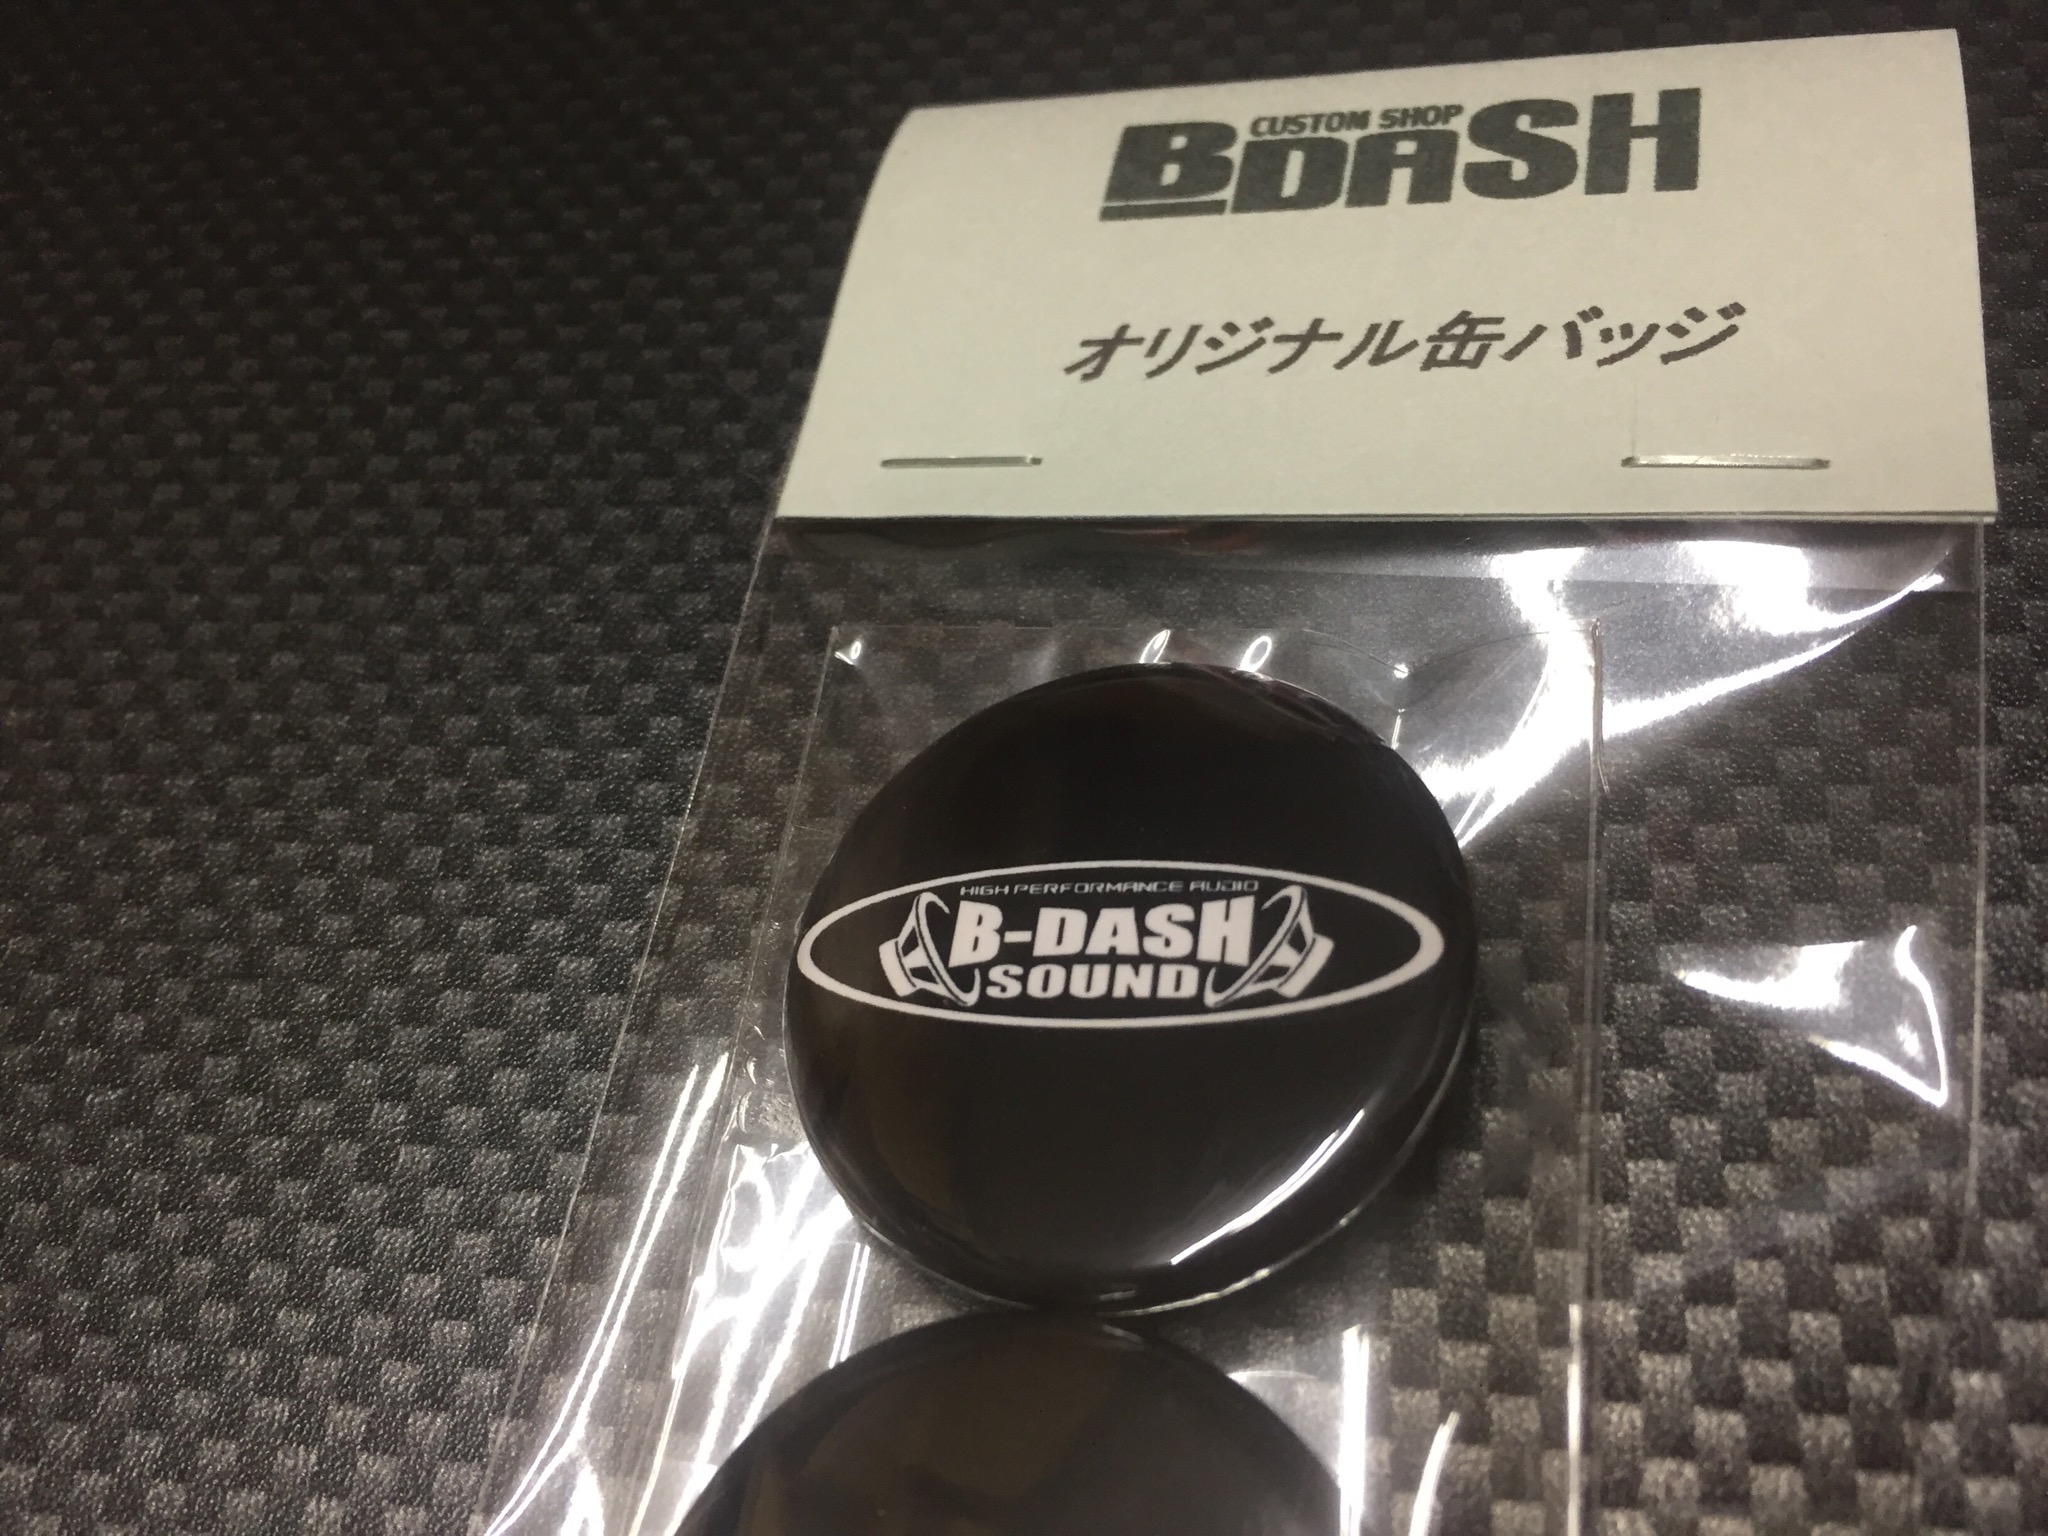 CUSTOM SHOP
BDASH
オリジナル缶バッジ
HIGH PERFORMANCE AUDIO
B-DASH
SOUND